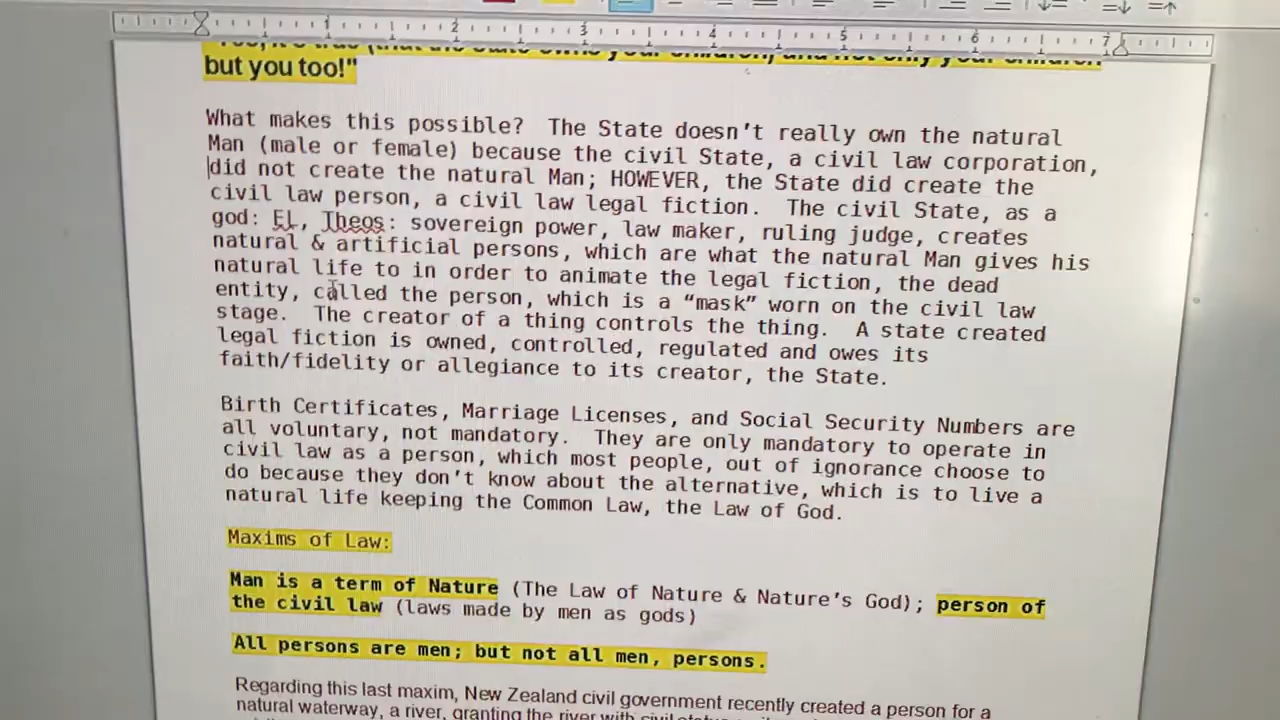 1 2 3 4 5 6 7
but you too!"
What makes this possible? The State doesn't really own the natural
Man (male or female) because the civil State, a civil law corporation,
did not create the natural Man; HOWEVER, the State did create the
civil law person, a civil law legal fiction. The civil State, as a
god: El, Theos: sovereign power, law maker, ruling judge, creates
natural & artificial persons, which are what the natural Man gives his
natural life to in order to animate the legal fiction, the dead
entity, called the person, which is a “mask” worn on the civil law
stage. The creator of a thing controls the thing. A state created
legal fiction is owned, controlled, regulated and owes its
faith/fidelity or allegiance to its creator, the State.
Birth Certificates, Marriage Licenses, and Social Security Numbers are
all voluntary, not mandatory. They are only mandatory to operate in
civil law as a person, which most people, out of ignorance choose to
do because they don't know about the alternative, which is to live a
natural life keeping the Common Law, the Law of God.
Maxims of Law:
Man is a term of Nature (The Law of Nature & Nature's God); person of
the civil law (laws made by men as gods)
All persons are men; but not all men, persons.
Regarding this last maxim, New Zealand civil government recently created a person for a
natural waterway, a river, granting the river with civil